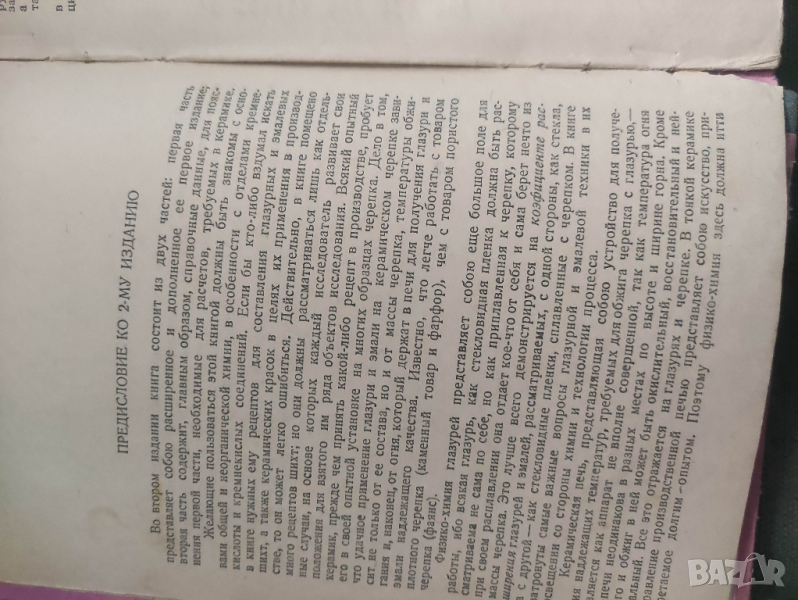 ПРЕДИСЛОВИЕ КО 2-МУ ИЗДАНИЮ
Во втором издании книга состоит из двух частей: первая часть
представляет собою расширенное и дополненное ее первое издание;
вторая часть содержит, главным образом, справочные данные, для пояс-
нения первой части, необходимые для расчетов, требуемых в керамике.
Желающие пользоваться этой книгой должны быть знакомы с осно-
вами общей и неорганической химии, в особенности с отделами кремне-
кислоты и кремнекислых соединений. Если бы кто-либо вздумал искать
в книге нужных ему рецептов для составления глазурных и эмалевых
шихт, а также керамических красок в целях их применения в производ-
стве, то он может легко ошибиться. Действительно, в книге помещено
много рецептов шихт; но они должны рассматриваться лишь как отдель-
ные случаи, на основе которых каждый исследователь развивает свои
положения для взятого им ряда объектов исследования. Всякий опытный
керамик, прежде чем принять какой-либо рецепт в производстве, пробует
его в своей опытной установке на многих образцах черепка. Дело в том,
что удачное применение глазури и эмали на керамическом черепке зави-
сит не только от ее состава, но и от массы черепка, температуры обжи-
гания и, наконец, от огня, который держат в печи для получения глазури и
эмали надлежащего качества. Известно, что легче работать с товаром
плотного черепка (каменный товар и фарфор), чем с товаром пористого
черепка (фаянс).
Физико-химия глазурей представляет собою еще большое поле для
работы, ибо всякая глазурь, как стекловидная пленка должна быть рас-
сматриваема не сама по себе, но как приплавленная к черепку, которому
при своем расплавлении она отдает кое-что от себя и сама берет нечто из
массы черепка. Это лучше всего демонстрируется на коэфициенте рас-
ширения глазурей и эмалей, рассматриваемых, с одной стороны, как стекла,
а с другой — как стекловидные пленки, сплавленные с черепком. В книге
затронуты самые важные вопросы глазурной и эмалевой техники в их
освещении со стороны химии и технологии процесса.
Керамическая печь, представляющая собою устройство для получе-
ния надлежащих температур, требуемых для обжига черепка с глазурью, —
является как аппарат не вполне совершенной, так как температура огня
печи неодинакова в разных местах по высоте и ширине горна. Кроме
того и обжиг в ней может быть окислительный, восстановительный и ней-
альный. Все это отражается на глазурях и черепке. В тонкой керамике
равление производственной печью представляет собою искусство, при-
ретаемое долгим опытом. Поэтому физико-химия здесь должна итти
bazar